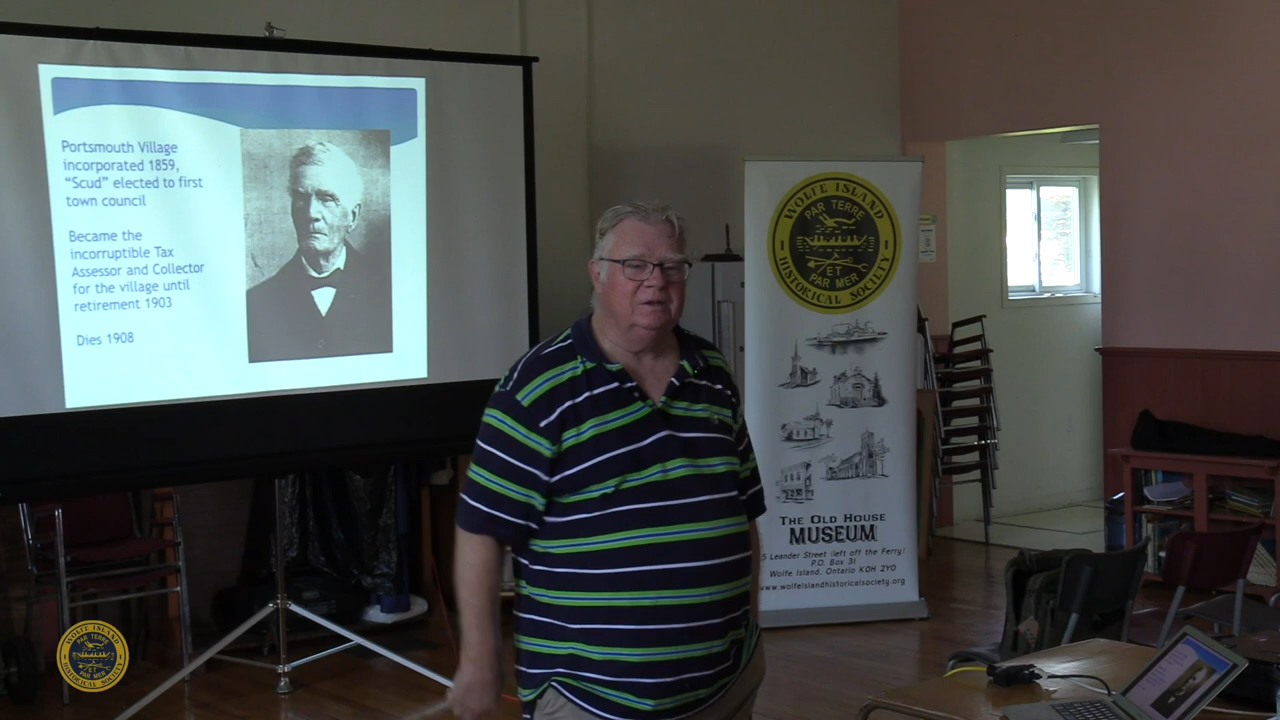 Portsmouth Village
incorporated 1859,
“Scud” elected to first
town council
Became the
incorruptible Tax
Assessor and Collector
for the village until
retirement 1903
Dies 1908
WOLFE ISLAND
PAR TERRE
ET
PAR MER
HISTORICAL SOCIETY
THE OLD HOUSE
MUSEUM
5 Leander Street (left off the Ferry)
P.O. Box 31
Wolfe Island, Ontario K0H 2Y0
www.wolfeislandhistoricalsociety.org
WOLFE ISLAND
PAR TERRE
ET
PAR MER
HISTORICAL SOCIETY